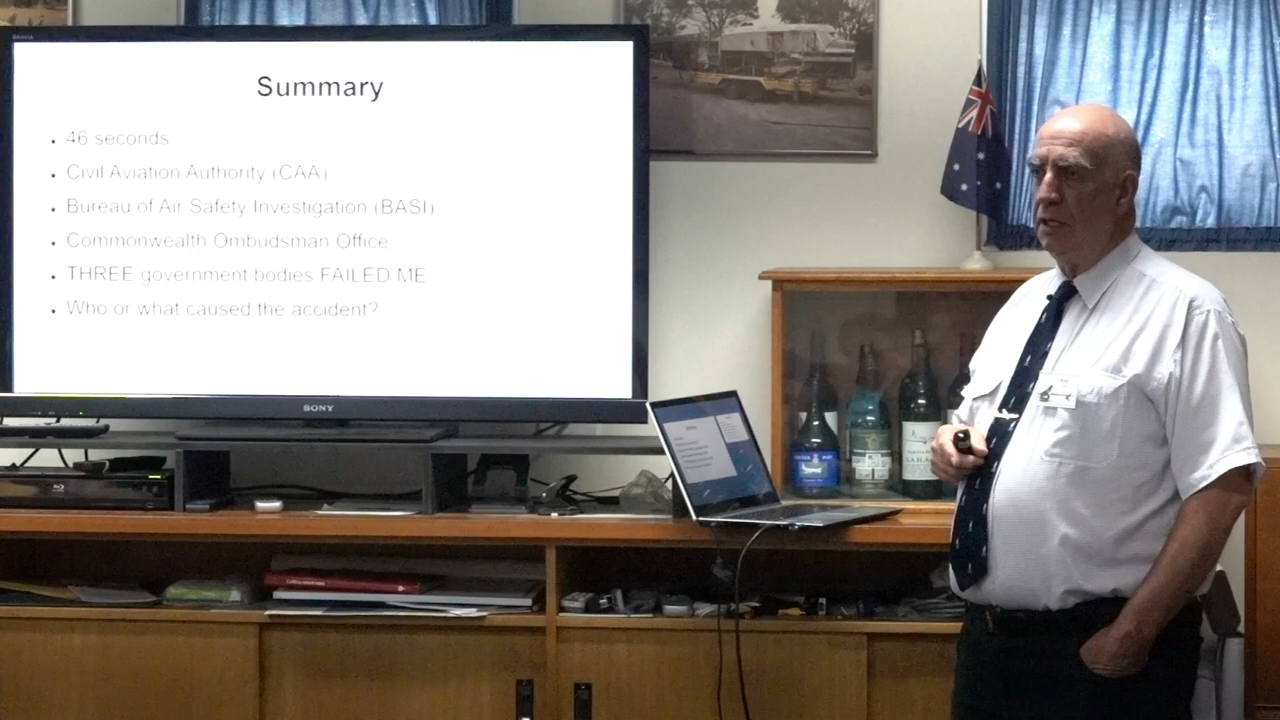 BRAVIA
Summary
46 seconds
Civil Aviation Authority (CAA)
Bureau of Air Safety Investigation (BASI)
Commonwealth Ombudsman Office
THREE government bodies FAILED ME
Who or what caused the accident?
SONY